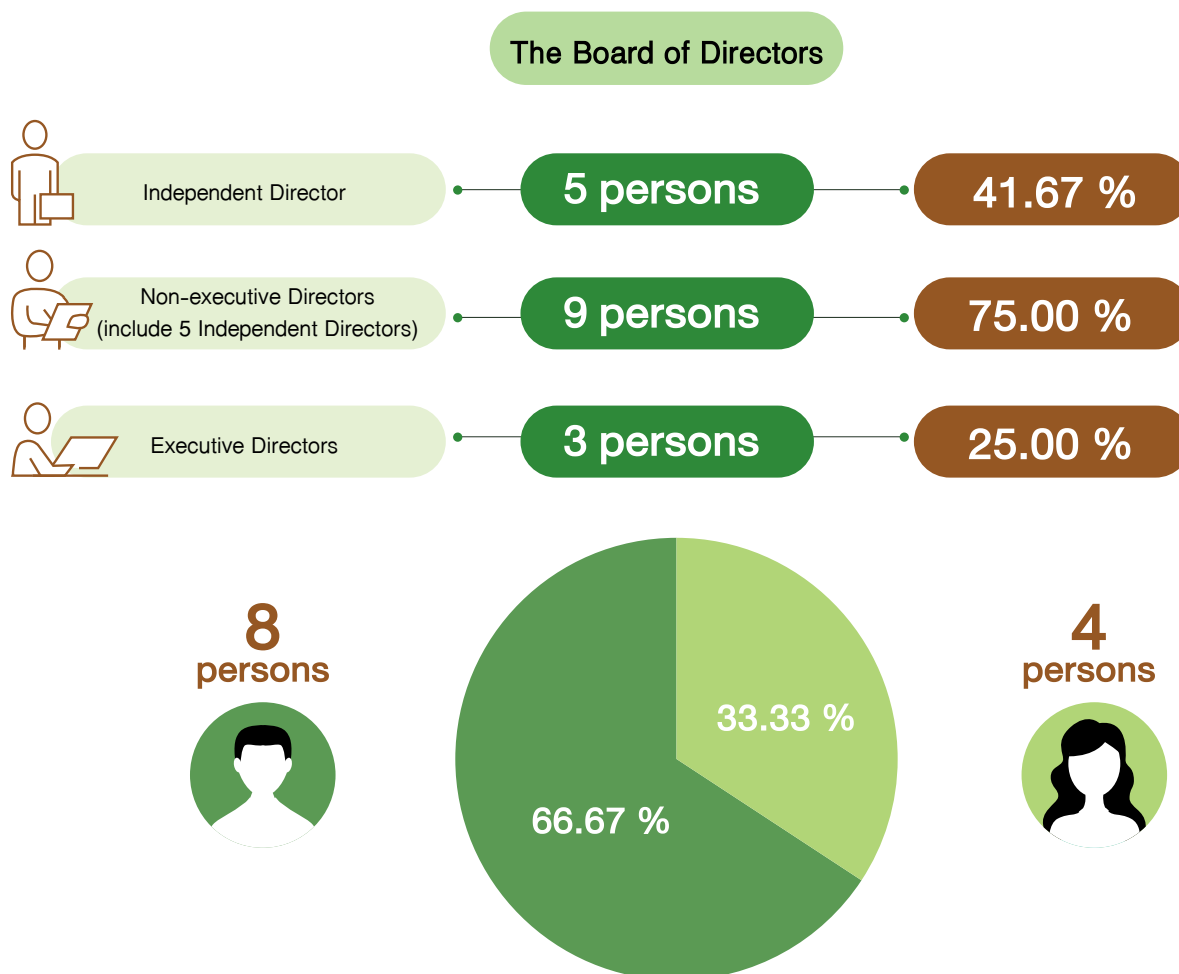 The Board of Directors
Independent Director
5 persons
41.67 %
Non-executive Directors
(include 5 Independent Directors)
9 persons
75.00 %
Executive Directors
3 persons
25.00 %
8
persons
4
persons
33.33 %
66.67 %